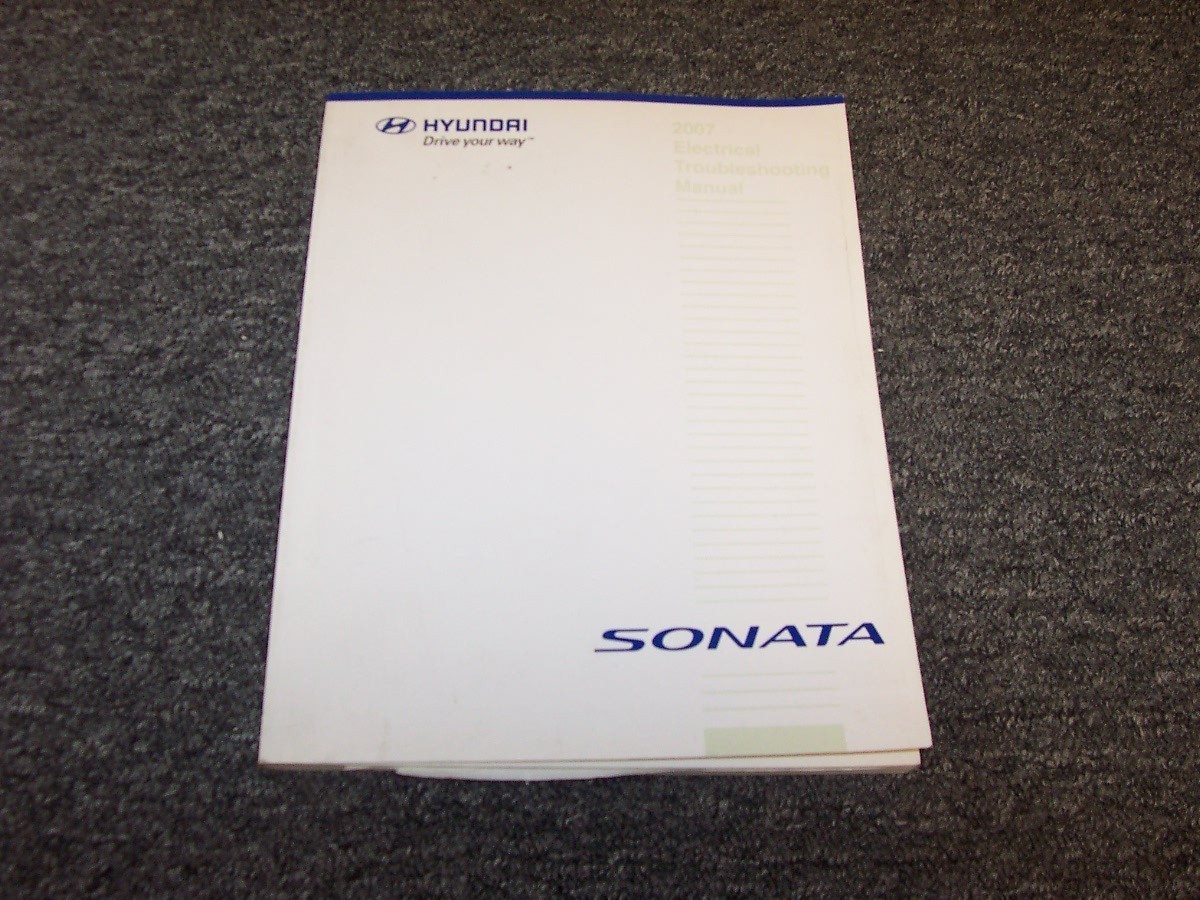 HYUNDAI
Drive your way™
2007
Electrical
Troubleshooting
Manual
SONATA